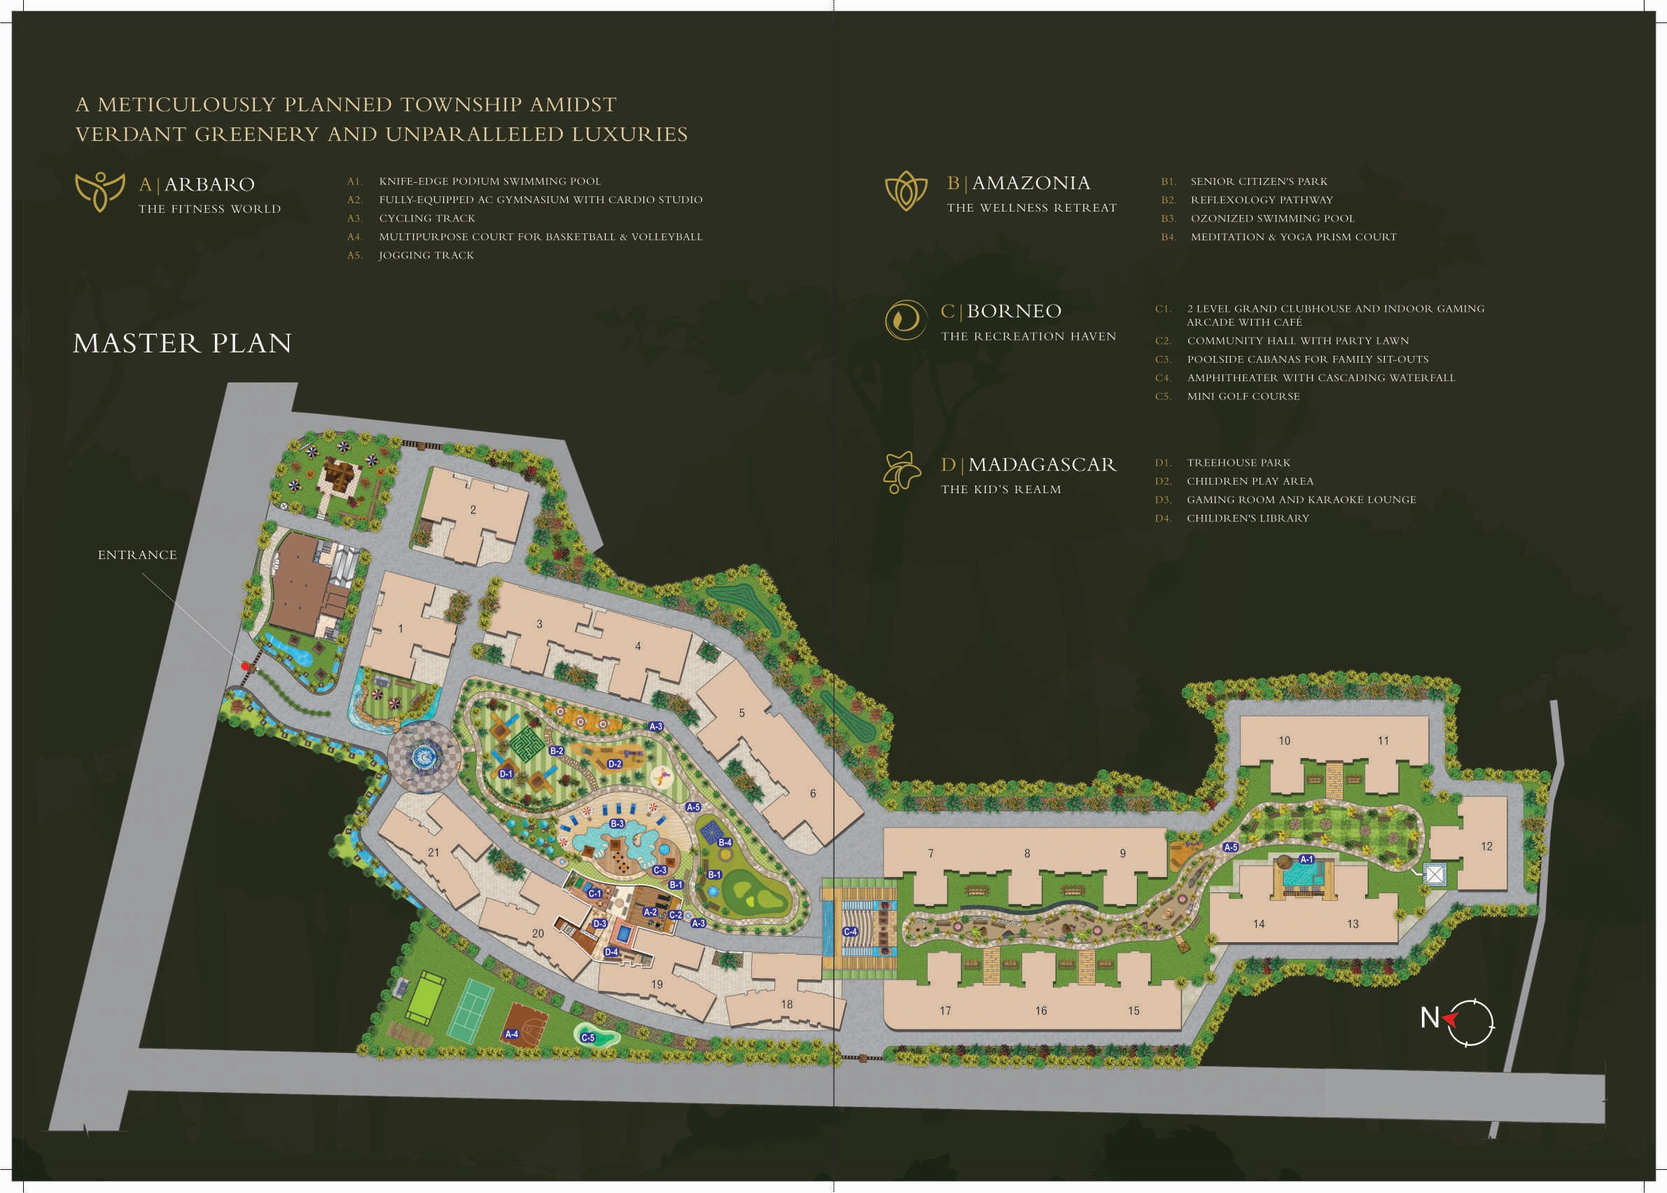 A METICULOUSLY PLANNED TOWNSHIP AMIDST
VERDANT GREENERY AND UNPARALLELED LUXURIES
A | ARBARO
THE FITNESS WORLD
A1. KNIFE-EDGE PODIUM SWIMMING POOL
A2. FULLY-EQUIPPED AC GYMNASIUM WITH CARDIO STUDIO
A3. CYCLING TRACK
A4. MULTIPURPOSE COURT FOR BASKETBALL & VOLLEYBALL
A5. JOGGING TRACK
B | AMAZONIA
THE WELLNESS RETREAT
B1. SENIOR CITIZEN'S PARK
B2. REFLEXOLOGY PATHWAY
B3. OZONIZED SWIMMING POOL
B4. MEDITATION & YOGA PRISM COURT
C | BORNEO
THE RECREATION HAVEN
C1. 2 LEVEL GRAND CLUBHOUSE AND INDOOR GAMING
ARCADE WITH CAFÉ
C2. COMMUNITY HALL WITH PARTY LAWN
C3. POOLSIDE CABANAS FOR FAMILY SIT-OUTS
C4. AMPHITHEATER WITH CASCADING WATERFALL
C5. MINI GOLF COURSE
D | MADAGASCAR
THE KID'S REALM
D1. TREEHOUSE PARK
D2. CHILDREN PLAY AREA
D3. GAMING ROOM AND KARAOKE LOUNGE
D4. CHILDREN'S LIBRARY
MASTER PLAN
ENTRANCE
2
1
3
4
5
6
A-3
B-2
D-2
D-1
A-5
B-3
B-4
C-3
B-1
B-1
C-1
A-2
C-2
A-3
D-3
D-4
21
20
19
18
A-4
C-5
C-4
7
8
9
10
11
12
A-5
A-1
14
13
17
16
15
N